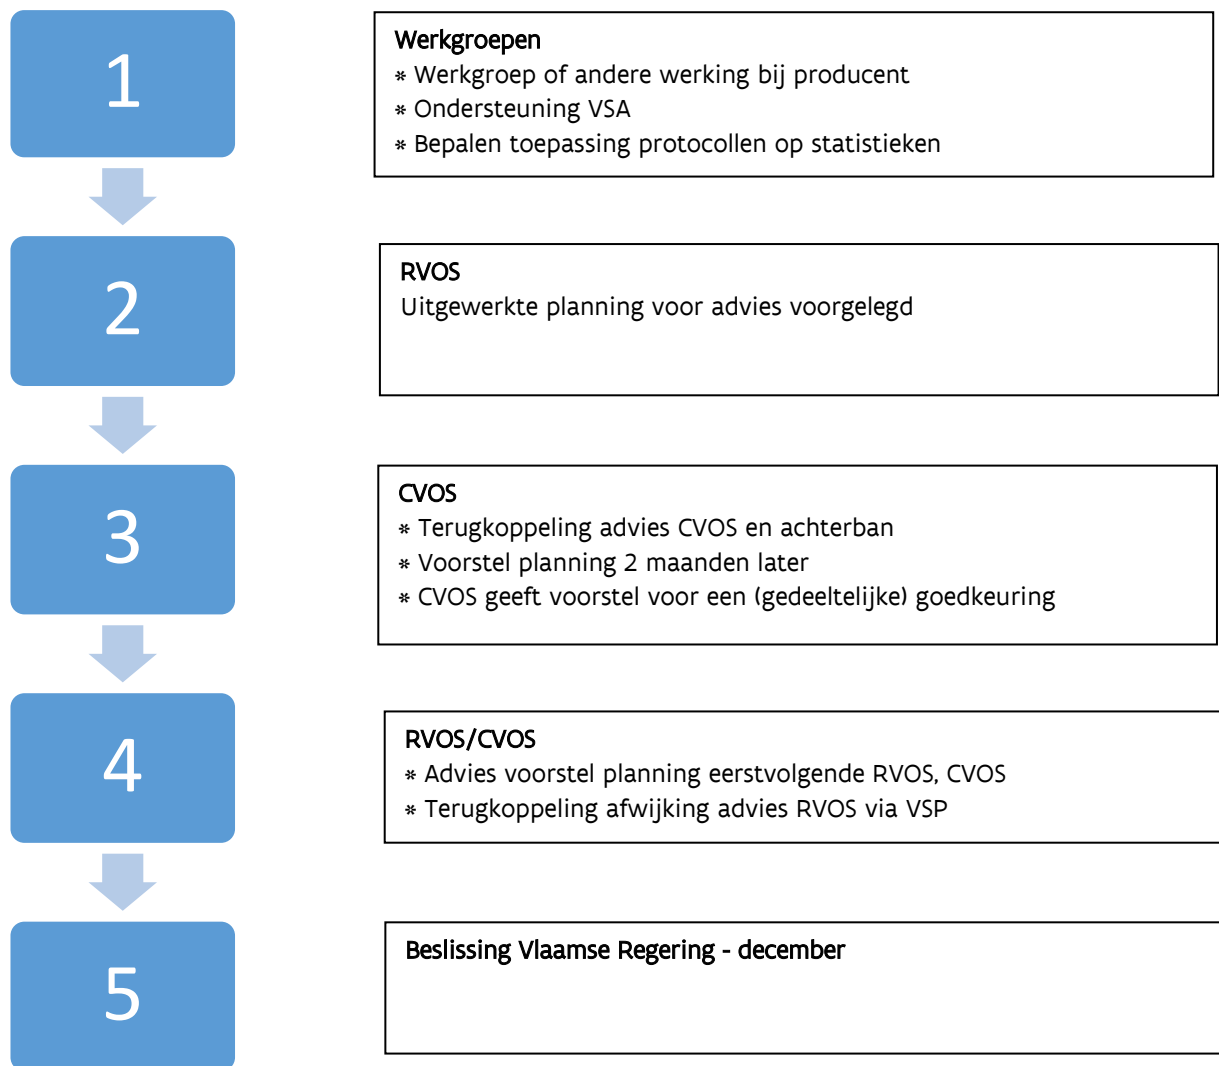 1
Werkgroepen
* Werkgroep of andere werking bij producent
* Ondersteuning VSA
* Bepalen toepassing protocollen op statistieken
2
RVOS
Uitgewerkte planning voor advies voorgelegd
3
CVOS
* Terugkoppeling advies CVOS en achterban
* Voorstel planning 2 maanden later
* CVOS geeft voorstel voor een (gedeeltelijke) goedkeuring
4
RVOS/CVOS
* Advies voorstel planning eerstvolgende RVOS, CVOS
* Terugkoppeling afwijking advies RVOS via VSP
5
Beslissing Vlaamse Regering - december